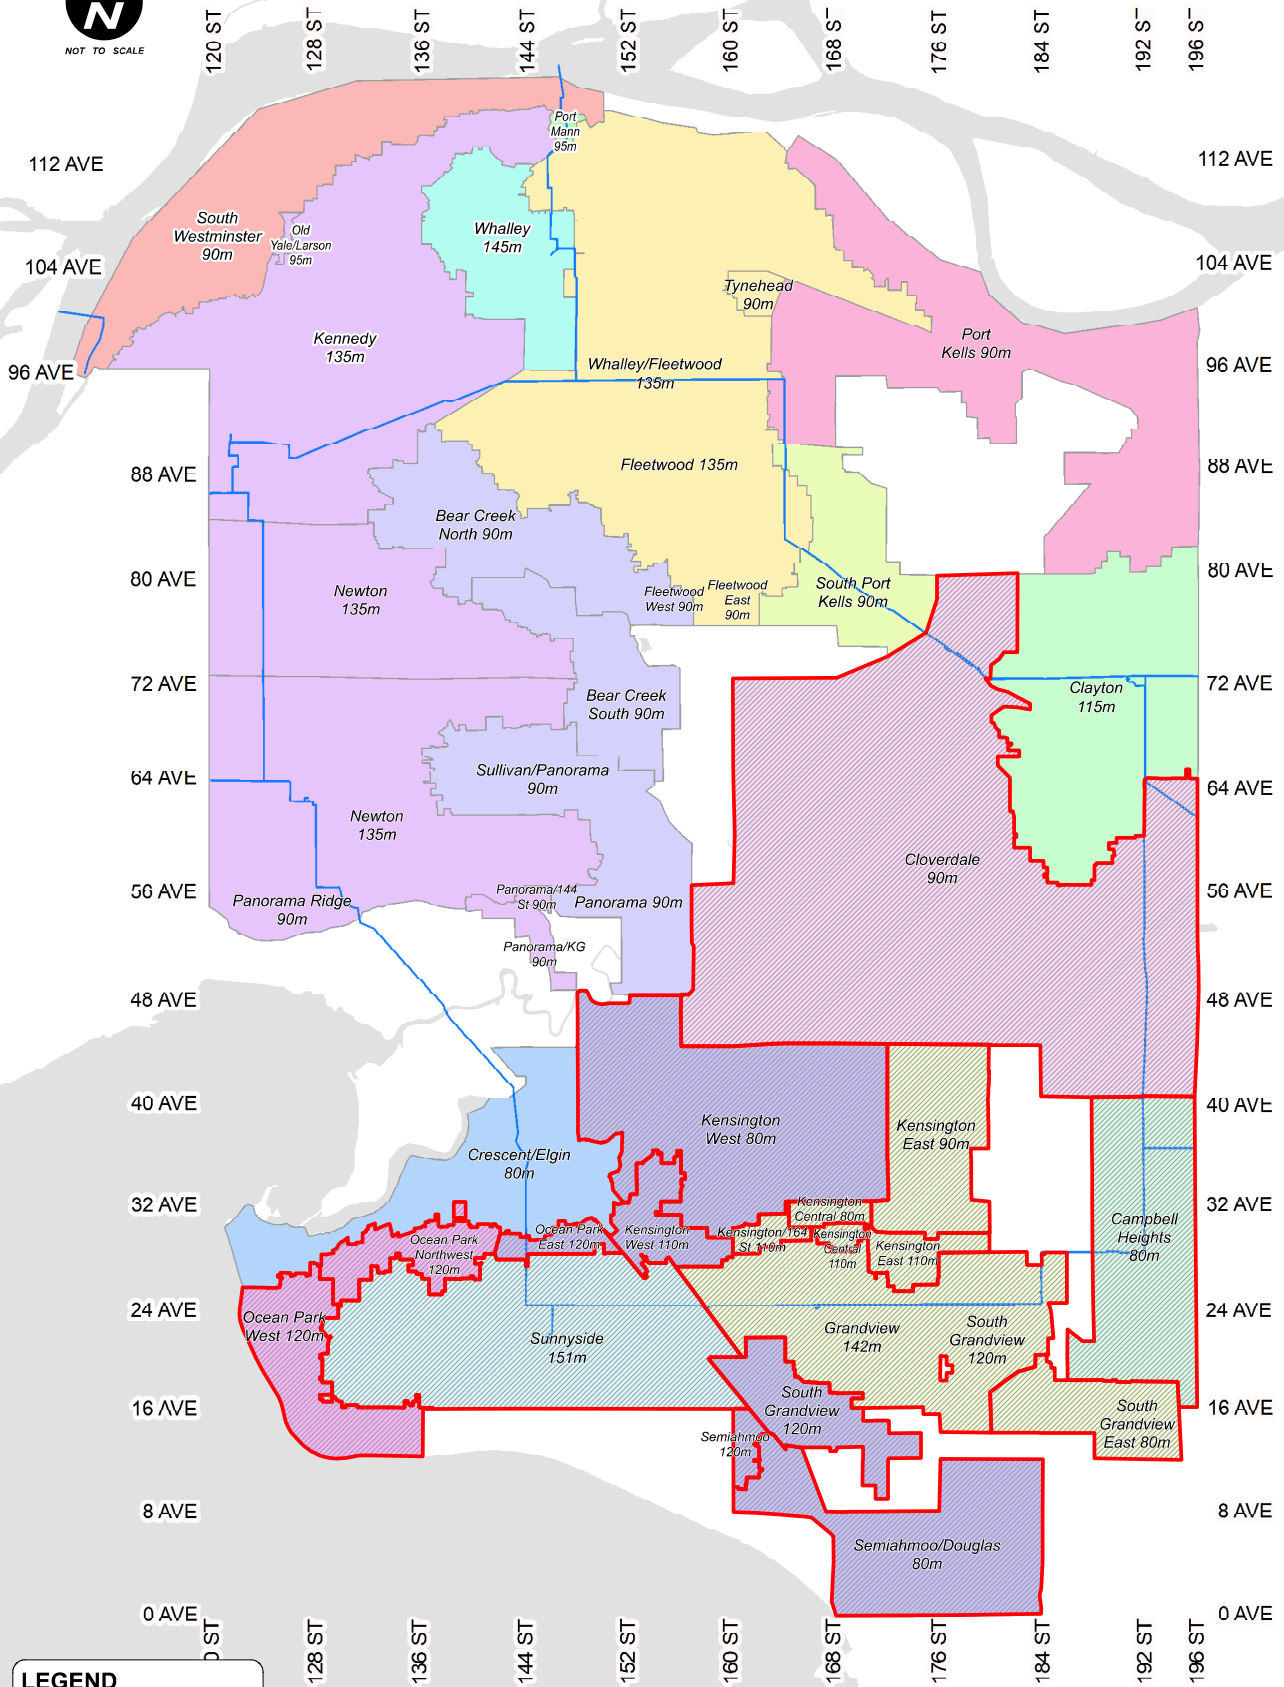 N
NOT TO SCALE
120 ST
128 ST
136 ST
144 ST
152 ST
160 ST
168 ST
176 ST
184 ST
192 ST
196 ST
112 AVE
104 AVE
96 AVE
88 AVE
80 AVE
72 AVE
64 AVE
56 AVE
48 AVE
40 AVE
32 AVE
24 AVE
16 AVE
8 AVE
0 AVE
112 AVE
104 AVE
96 AVE
88 AVE
80 AVE
72 AVE
64 AVE
56 AVE
48 AVE
40 AVE
32 AVE
24 AVE
16 AVE
8 AVE
0 AVE
Port
Mann
95m
South
Westminster
90m
Old
Yale/Larson
95m
Whalley
145m
Tynehead
90m
Kennedy
135m
Port
Kells 90m
Whalley/Fleetwood
135m
Fleetwood 135m
Bear Creek
North 90m
Newton
135m
Fleetwood
West 90m
Fleetwood
East
90m
South Port
Kells 90m
Bear Creek
South 90m
Clayton
115m
Sullivan/Panorama
90m
Newton
135m
Cloverdale
90m
Panorama Ridge
90m
Panorama/144
St 90m
Panorama 90m
Panorama/KG
90m
Kensington
West 80m
Kensington
East 90m
Crescent/Elgin
80m
Kensington
Central 80m
Campbell
Heights
80m
Ocean Park
Northwest
120m
Ocean Park
East 120m
Kensington
West 110m
Kensington/164
St 110m
Kensington
Central
110m
Kensington
East 110m
Ocean Park
West 120m
Sunnyside
151m
Grandview
142m
South
Grandview
120m
South
Grandview
120m
South
Grandview
East 80m
Semiahmoo
120m
Semiahmoo/Douglas
80m
0 ST
128 ST
136 ST
144 ST
152 ST
160 ST
168 ST
176 ST
184 ST
192 ST
196 ST
LEGEND